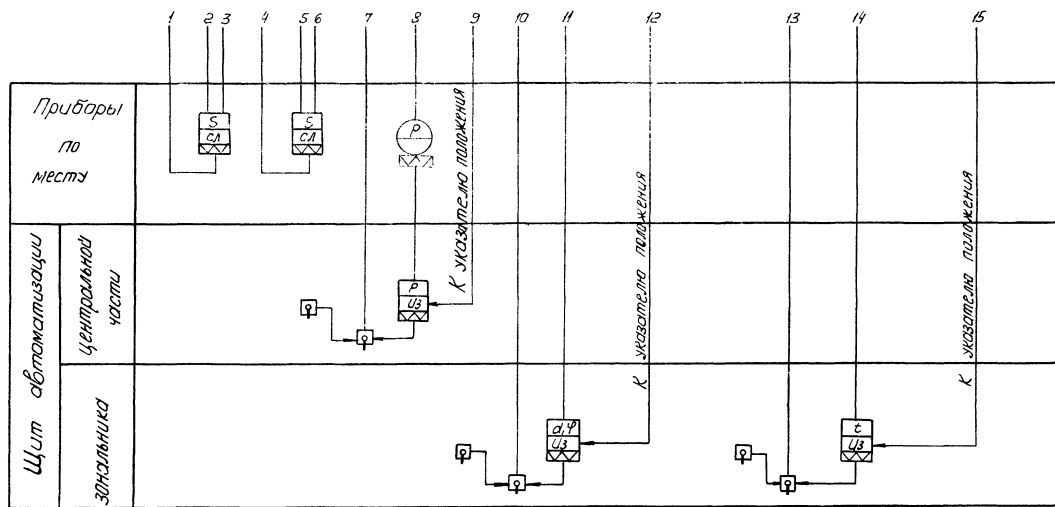 1 2 3 4 5 6 7 8 9 10 11 12 13 14 15
Приборы
по
месту
S
сл
S
сл
P
К указателю положения
Щит автоматизации
центральной
части
P
Из
К указателю положения
К указателю положения
зональника
d,φ
Из
t
Из